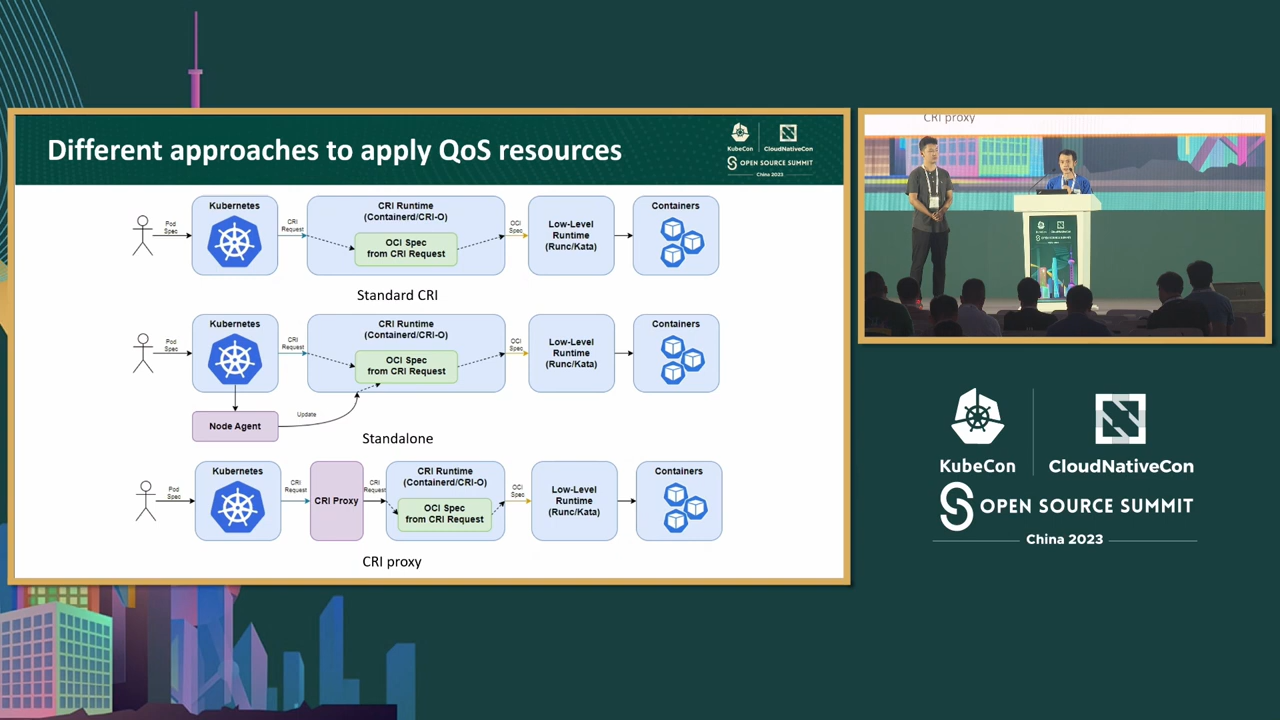 Different approaches to apply QoS resources
KubeCon
CloudNativeCon
OPEN SOURCE SUMMIT
China 2023
Pod
Spec
Kubernetes
CRI
Request
CRI Runtime
(Containerd/CRI-O)
OCI Spec
from CRI Request
OCI
Spec
Low-Level
Runtime
(Runc/Kata)
Containers
Standard CRI
Pod
Spec
Kubernetes
CRI
Request
CRI Runtime
(Containerd/CRI-O)
OCI Spec
from CRI Request
OCI
Spec
Low-Level
Runtime
(Runc/Kata)
Containers
Node Agent
Update
Standalone
Pod
Spec
Kubernetes
CRI
Request
CRI Proxy
CRI
Request
CRI Runtime
(Containerd/CRI-O)
OCI Spec
from CRI Request
OCI
Spec
Low-Level
Runtime
(Runc/Kata)
Containers
CRI proxy
CRI proxy
KubeCon
CloudNativeCon
OPEN SOURCE SUMMIT
China 2023